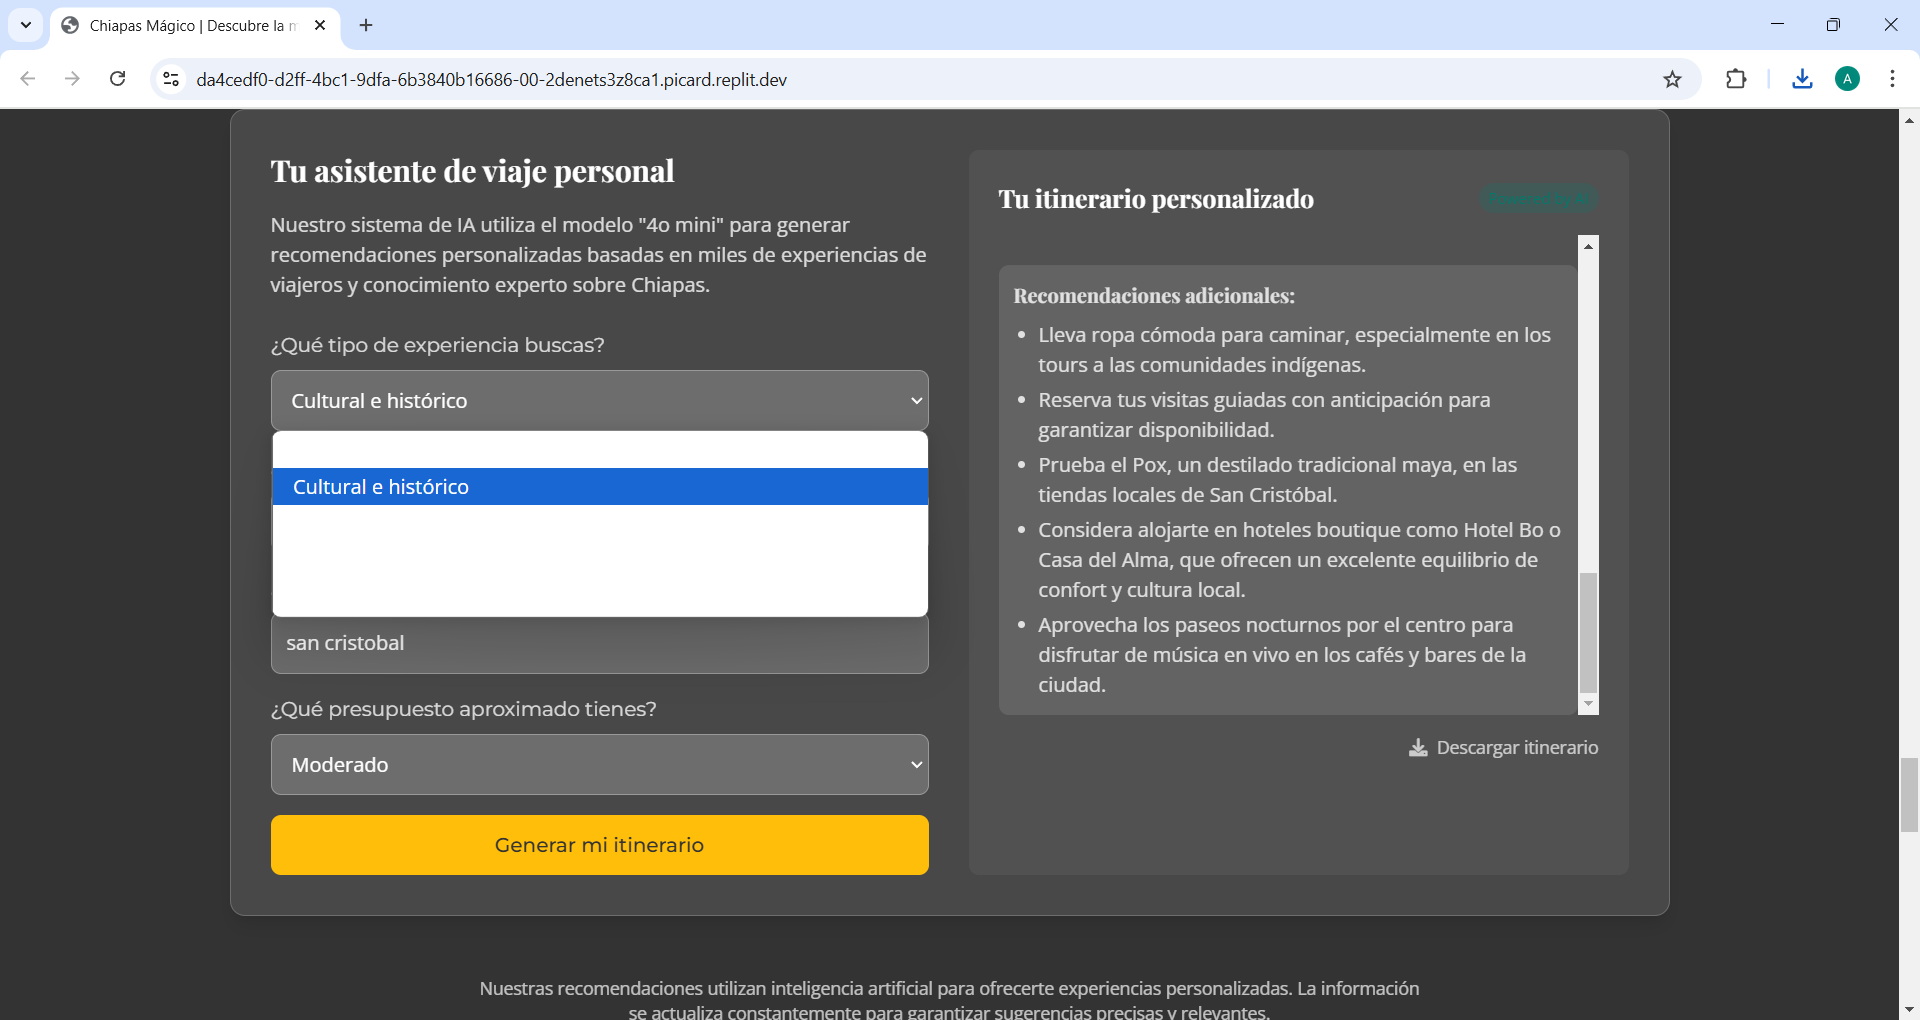 Chiapas Mágico | Descubre la m
da4cedf0-d2ff-4bc1-9dfa-6b3840b16686-00-2denets3z8ca1.picard.replit.dev
A
Tu asistente de viaje personal
Nuestro sistema de IA utiliza el modelo "4o mini" para generar
recomendaciones personalizadas basadas en miles de experiencias de
viajeros y conocimiento experto sobre Chiapas.
¿Qué tipo de experiencia buscas?
Cultural e histórico
Cultural e histórico
san cristobal
¿Qué presupuesto aproximado tienes?
Moderado
Generar mi itinerario
Tu itinerario personalizado
Powered by AI
Recomendaciones adicionales:
Lleva ropa cómoda para caminar, especialmente en los
tours a las comunidades indígenas.
Reserva tus visitas guiadas con anticipación para
garantizar disponibilidad.
Prueba el Pox, un destilado tradicional maya, en las
tiendas locales de San Cristóbal.
Considera alojarte en hoteles boutique como Hotel Bo o
Casa del Alma, que ofrecen un excelente equilibrio de
confort y cultura local.
Aprovecha los paseos nocturnos por el centro para
disfrutar de música en vivo en los cafés y bares de la
ciudad.
Descargar itinerario
Nuestras recomendaciones utilizan inteligencia artificial para ofrecerte experiencias personalizadas. La información
se actualiza constantemente para garantizar sugerencias precisas y relevantes.